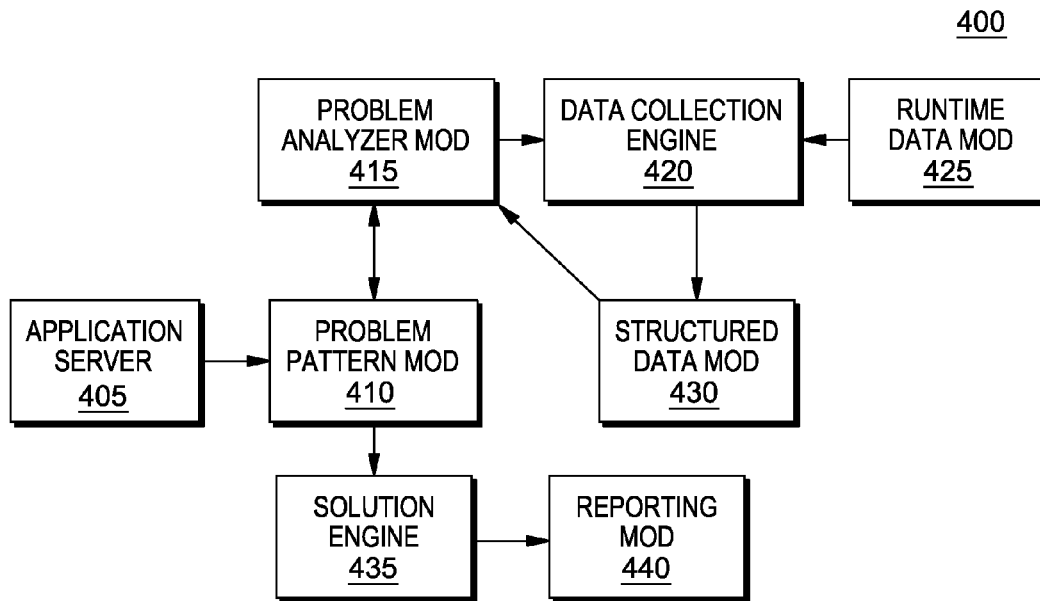 400
PROBLEM
ANALYZER MOD
415
DATA COLLECTION
ENGINE
420
RUNTIME
DATA MOD
425
APPLICATION
SERVER
405
PROBLEM
PATTERN MOD
410
STRUCTURED
DATA MOD
430
SOLUTION
ENGINE
435
REPORTING
MOD
440